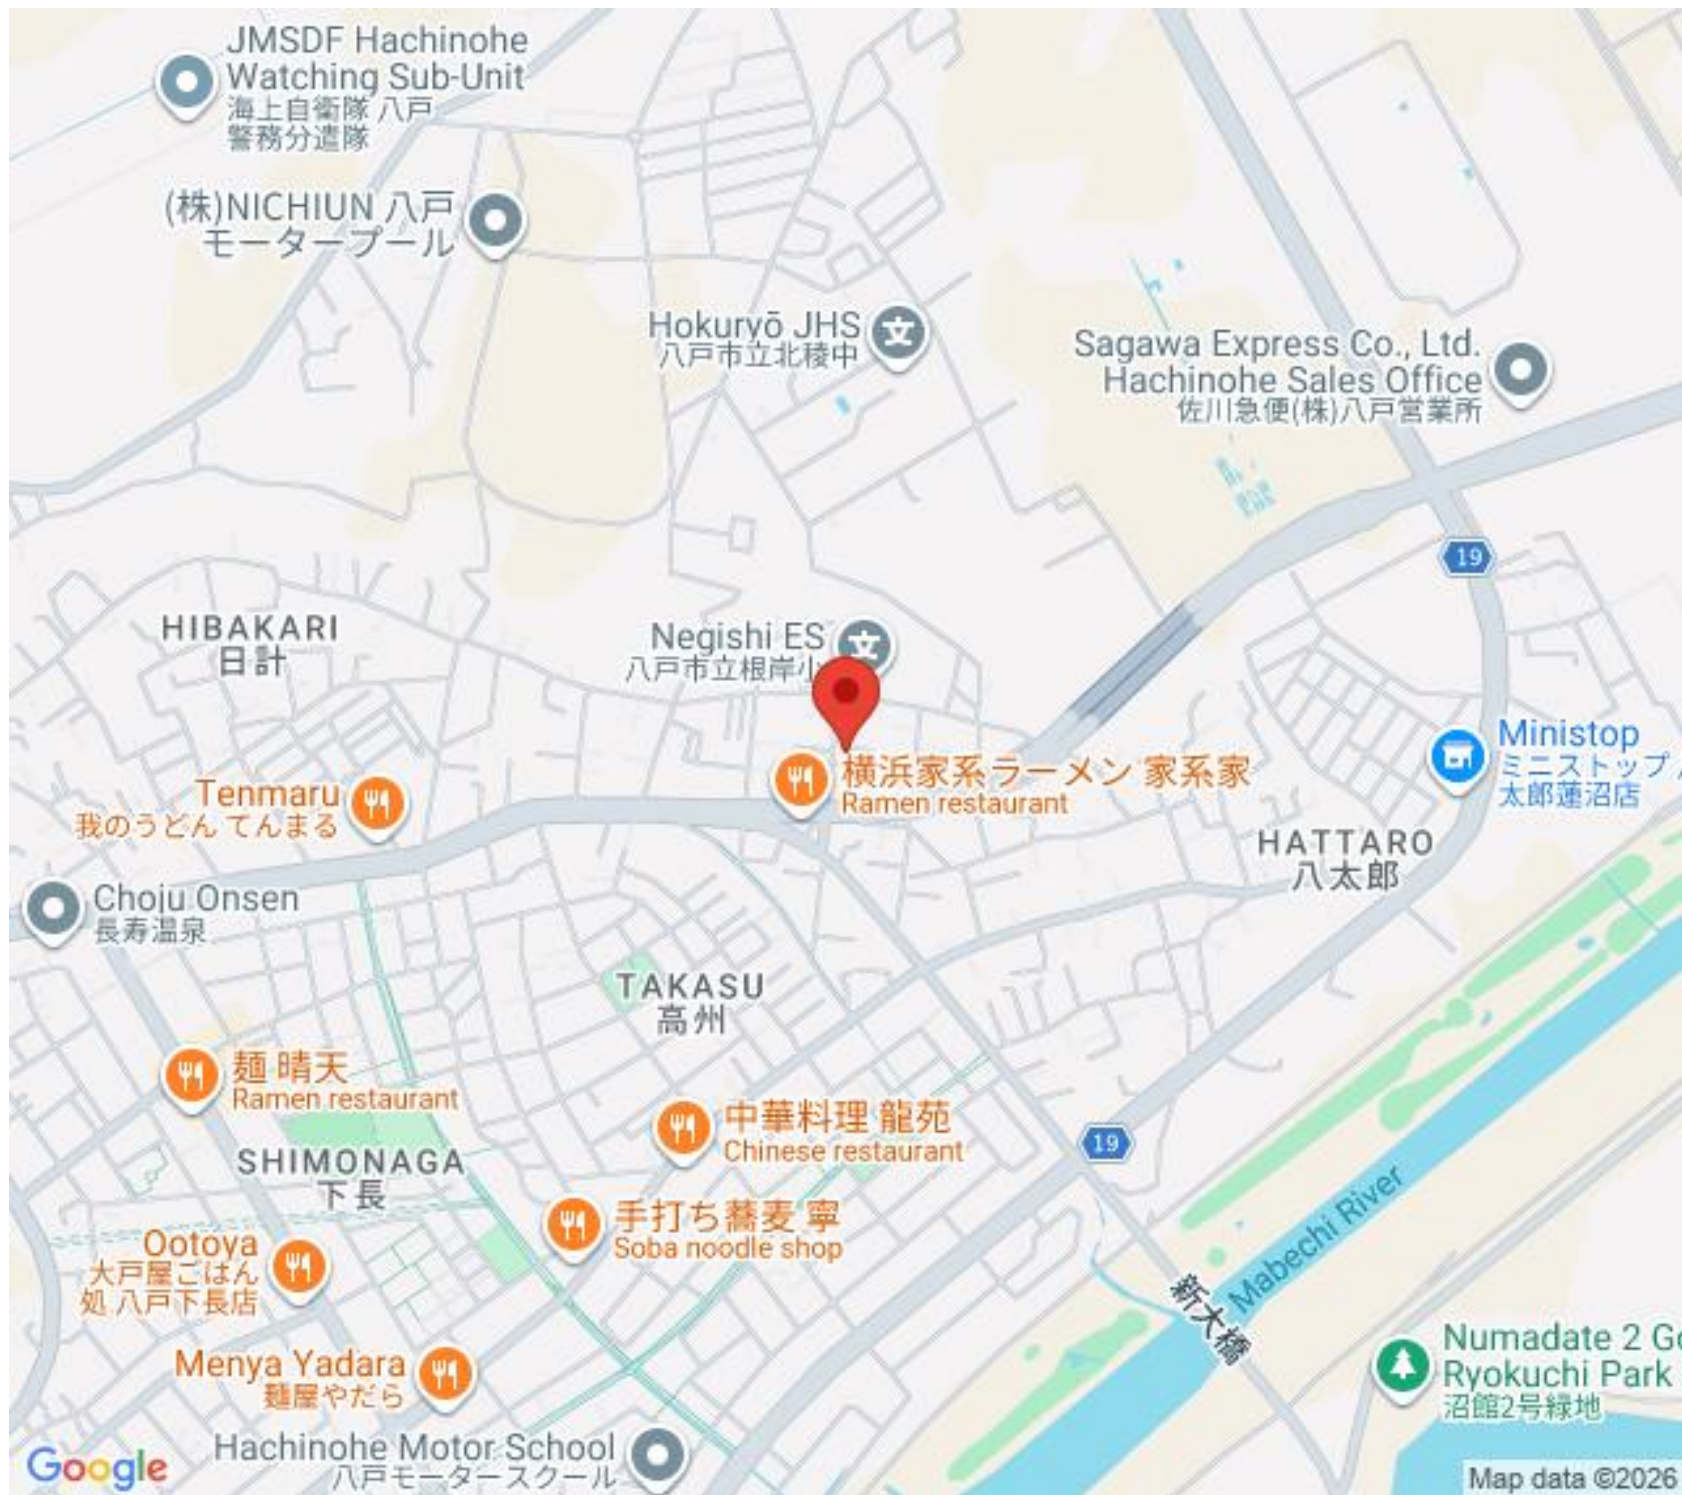 JMSDF Hachinohe
Watching Sub-Unit
海上自衛隊 八戸
警務分遣隊
(株)NICHIUN 八戸
モータープール
Hokuryō JHS
八戸市立北稜中
Sagawa Express Co., Ltd.
Hachinohe Sales Office
佐川急便(株)八戸営業所
19
HIBAKARI
日計
Negishi ES
八戸市立根岸小
Ministop
ミニストップ
太郎蓮沼店
横浜家系ラーメン 家系家
Ramen restaurant
Tenmaru
我のうどん てんまる
HATTARO
八太郎
Choju Onsen
長寿温泉
TAKASU
高州
麺 晴天
Ramen restaurant
中華料理 龍苑
Chinese restaurant
19
SHIMONAGA
下長
手打ち蕎麦 寧
Soba noodle shop
Mabechi River
新大橋
Ootoya
大戸屋ごはん
処 八戸下長店
Numadate 2 Go
Ryokuchi Park
沼館2号緑地
Menya Yadara
麺屋やだら
Hachinohe Motor School
八戸モータースクール
Google
Map data ©2026